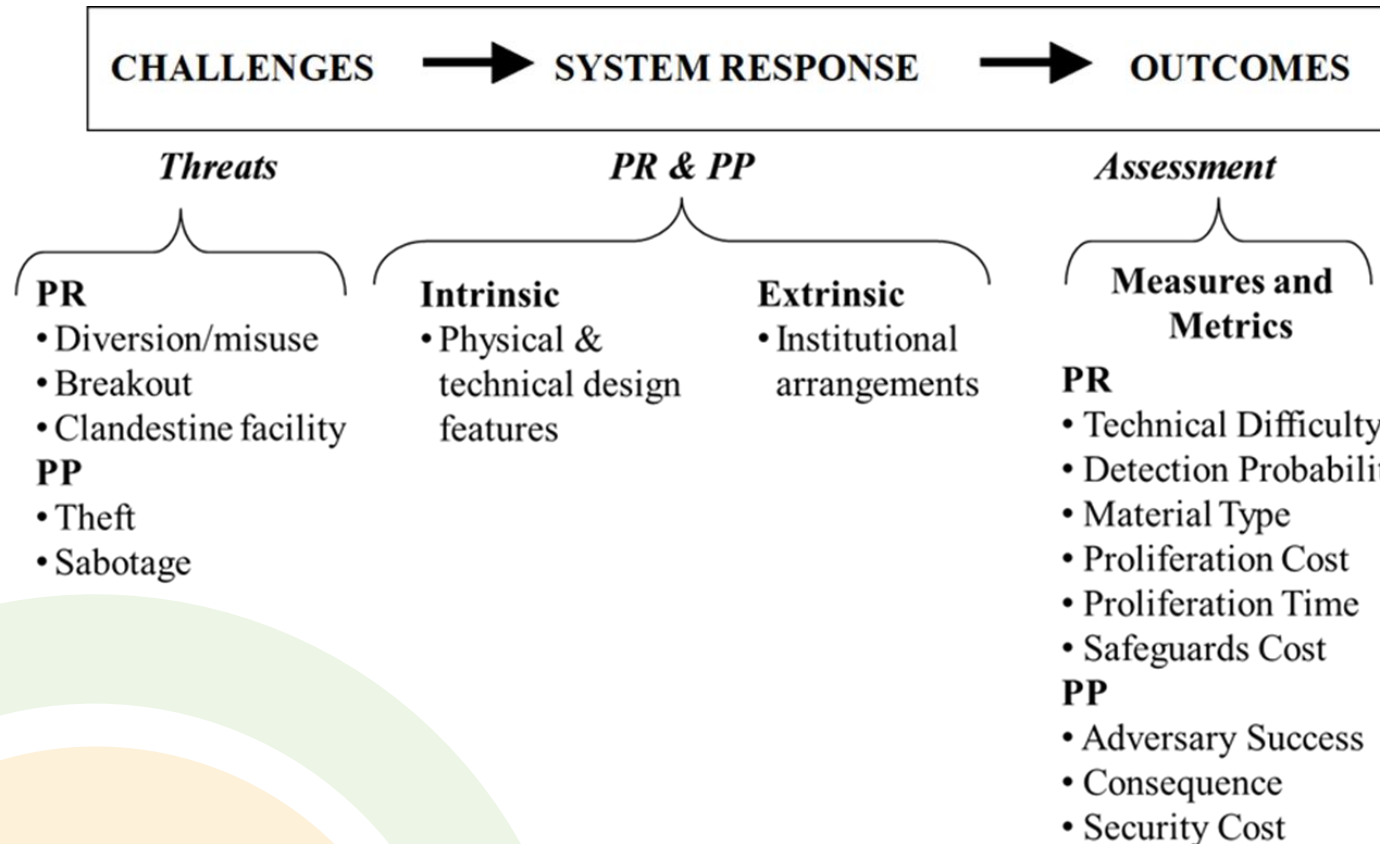 CHALLENGES → SYSTEM RESPONSE → OUTCOMES
Threats
PR
• Diversion/misuse
• Breakout
• Clandestine facility
PP
• Theft
• Sabotage
PR & PP
Intrinsic
• Physical &
technical design
features
Extrinsic
• Institutional
arrangements
Assessment
Measures and
Metrics
PR
• Technical Difficulty
• Detection
• Material Type
• Proliferation Cost
• Proliferation Time
• Safeguards Cost
PP
• Adversary Success
• Consequence
• Security Cost